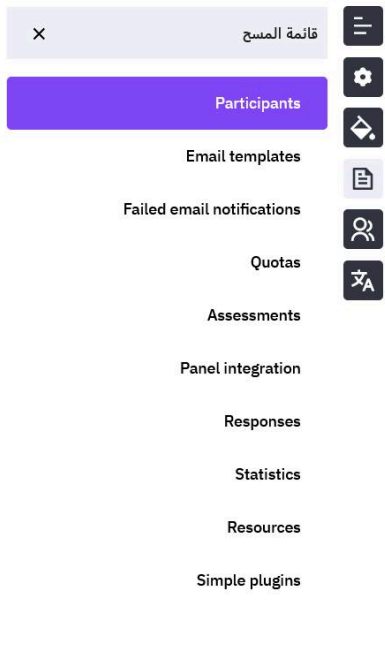 قائمة المسح
Participants
Email templates
Failed email notifications
Quotas
Assessments
Panel integration
Responses
Statistics
Resources
Simple plugins